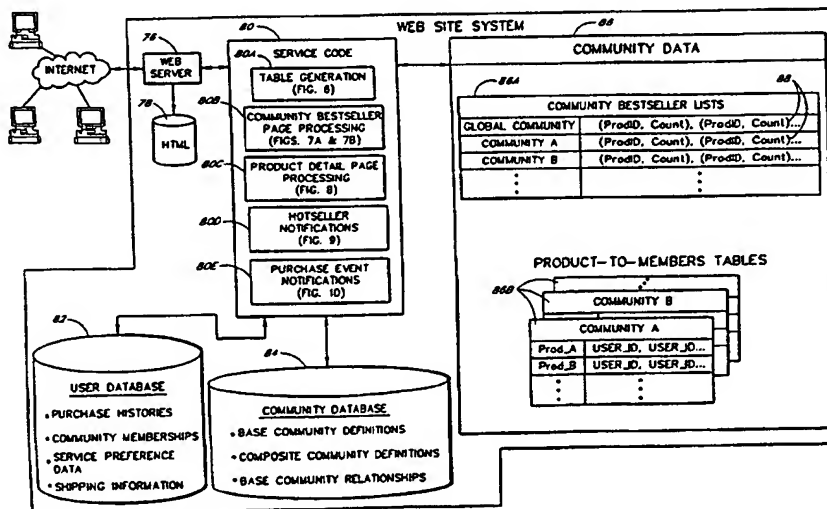 WEB SITE SYSTEM
INTERNET
76
WEB
SERVER
78
HTML
80
SERVICE CODE
80A
TABLE GENERATION
(FIG. 6)
80B
COMMUNITY BESTSELLER
PAGE PROCESSING
(FIGS. 7A & 7B)
80C
PRODUCT DETAIL PAGE
PROCESSING
(FIG. 8)
80D
HOTSELLER
NOTIFICATIONS
(FIG. 9)
80E
PURCHASE EVENT
NOTIFICATIONS
(FIG. 10)
86
COMMUNITY DATA
86A
88
COMMUNITY BESTSELLER LISTS
GLOBAL COMMUNITY (ProdID, Count), (ProdID, Count)...
COMMUNITY A (ProdID, Count), (ProdID, Count)...
COMMUNITY B (ProdID, Count), (ProdID, Count)...
PRODUCT-TO-MEMBERS TABLES
86B
COMMUNITY B
COMMUNITY A
Prod_A USER_ID, USER_ID...
Prod_B USER_ID, USER_ID...
82
USER DATABASE
• PURCHASE HISTORIES
• COMMUNITY MEMBERSHIPS
• SERVICE PREFERENCE
DATA
• SHIPPING INFORMATION
84
COMMUNITY DATABASE
• BASE COMMUNITY DEFINITIONS
• COMPOSITE COMMUNITY DEFINITIONS
• BASE COMMUNITY RELATIONSHIPS